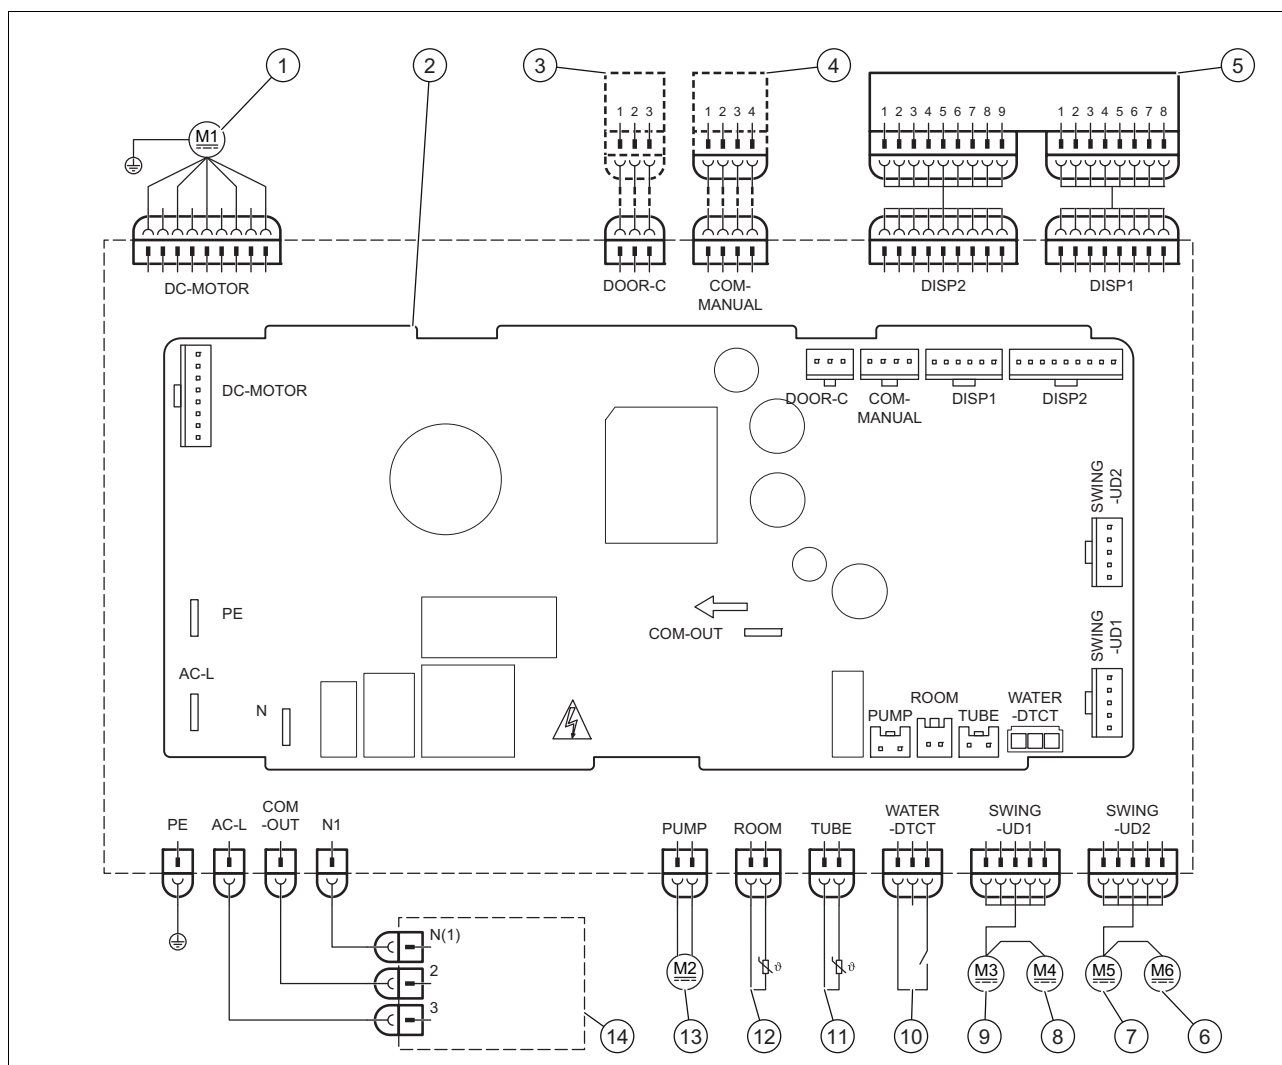 1
2
3
4
5
M1
1 2 3
1 2 3 4
1 2 3 4 5 6 7 8 9
1 2 3 4 5 6 7 8
DC-MOTOR
DOOR-C
COM-
MANUAL
DISP2
DISP1
DC-MOTOR
DOOR-C
COM-
MANUAL
DISP1
DISP2
SWING
-UD2
PE
COM-OUT
SWING
-UD1
AC-L
N
PUMP
ROOM
TUBE
WATER
-DTCT
PE
AC-L
COM
-OUT
N1
PUMP
ROOM
TUBE
WATER
-DTCT
SWING
-UD1
SWING
-UD2
N(1)
2
3
M2
ϑ
ϑ
M3
M4
M5
M6
14
13
12
11
10
9
8
7
6